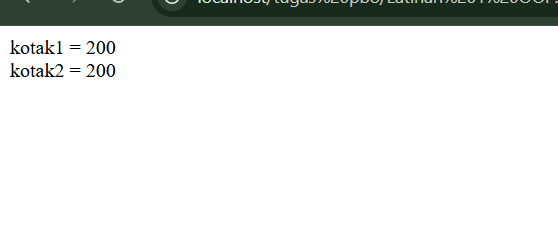 kotak1 = 200
kotak2 = 200